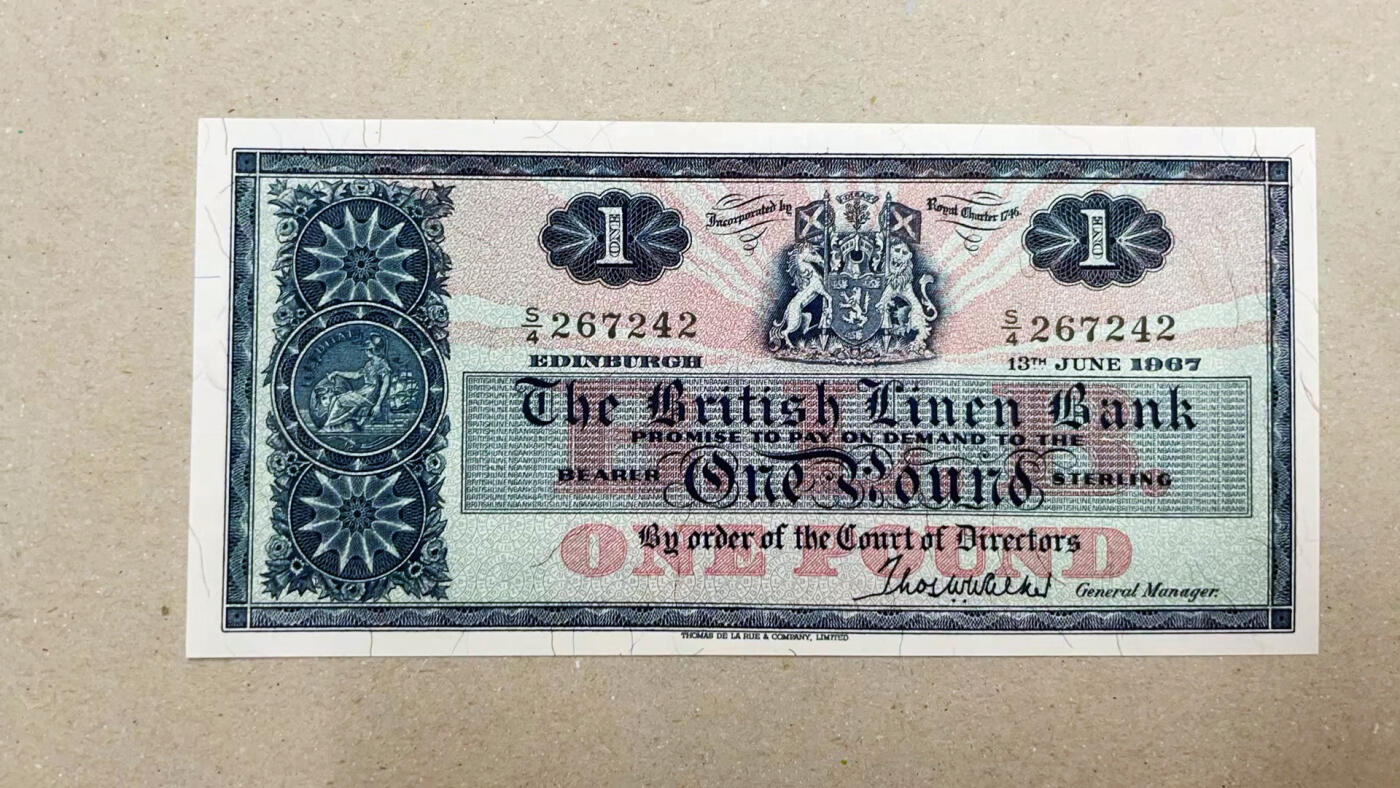 1 ONE
Incorporated by
Royal Charter 1746.
1 ONE
S/4 267242
S/4 267242
EDINBURGH
13TH JUNE 1967
The British Linen Bank
PROMISE TO PAY ON DEMAND TO THE
BEARER One Pound STERLING
ONE POUND
By order of the Court of Directors
Thos W Walker
General Manager.
THOMAS DE LA RUE & COMPANY, LIMITED